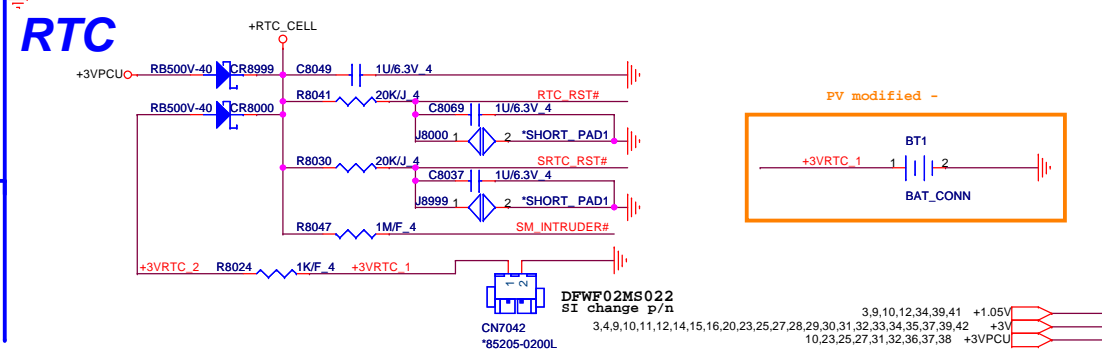 RTC
+RTC_CELL
+3VPCU
RB500V-40 CR8999 C8049 1U/6.3V_4
R8041 20K/J_4 RTC_RST#
RB500V-40 CR8000 C8069 1U/6.3V_4
J8000 1 2 *SHORT_ PAD1
R8030 20K/J_4 SRTC_RST#
C8037 1U/6.3V_4
J8999 1 2 *SHORT_ PAD1
R8047 1M/F_4 SM_INTRUDER#
+3VRTC_2 R8024 1K/F_4 +3VRTC_1
1 2
DFWF02MS022
SI change p/n
CN7042
*85205-0200L
PV modified -
BT1
+3VRTC_1 1 2
BAT_CONN
3,9,10,12,34,39,41 +1.05V
3,4,9,10,11,12,14,15,16,20,23,25,27,28,29,30,31,32,33,34,35,37,39,42 +3V
10,23,25,27,31,32,36,37,38 +3VPCU